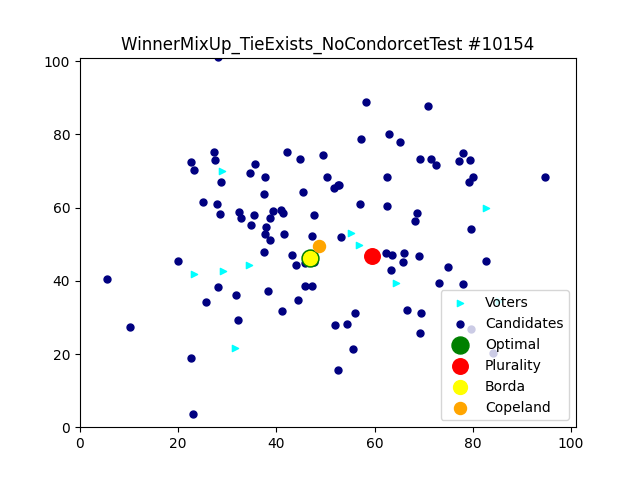 WinnerMixUp_TieExists_NoCondorcetTest #10154
100
80
60
40
20
0
0 20 40 60 80 100
Voters
Candidates
Optimal
Plurality
Borda
Copeland